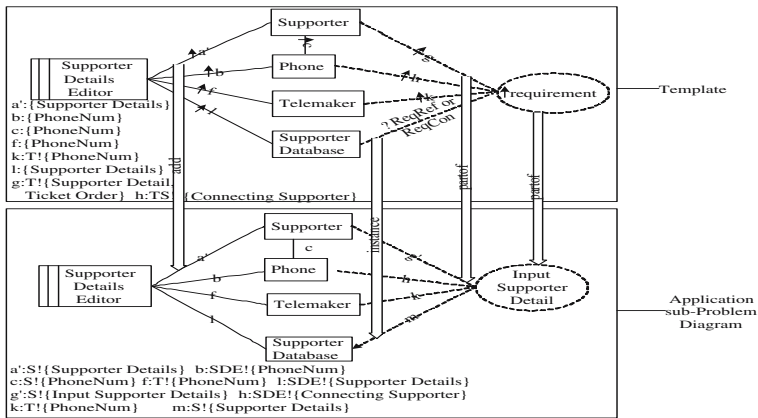 Supporter
a'
g'
c
Supporter
Details
Editor
b
Phone
h
f
Telemaker
k
requirement
Template
l
Supporter
Database
? ReqRef or
ReqCon
a':{Supporter Details}
b:{PhoneNum}
c:{PhoneNum}
f:{PhoneNum}
k:T!{PhoneNum}
l:{Supporter Details}
g:T!{Supporter Detail,
Ticket Order} h:TS!{Connecting Supporter}
add
instance
partof
partof
Supporter
a'
g'
c
Supporter
Details
Editor
b
Phone
h
f
Telemaker
k
Input
Supporter
Detail
l
Supporter
Database
m
Application
sub-Problem
Diagram
a':S!{Supporter Details} b:SDE!{PhoneNum}
c:S!{PhoneNum} f:T!{PhoneNum} l:SDE!{Supporter Details}
g':S!{Input Supporter Details} h:SDE!{Connecting Supporter}
k:T!{PhoneNum} m:S!{Supporter Details}